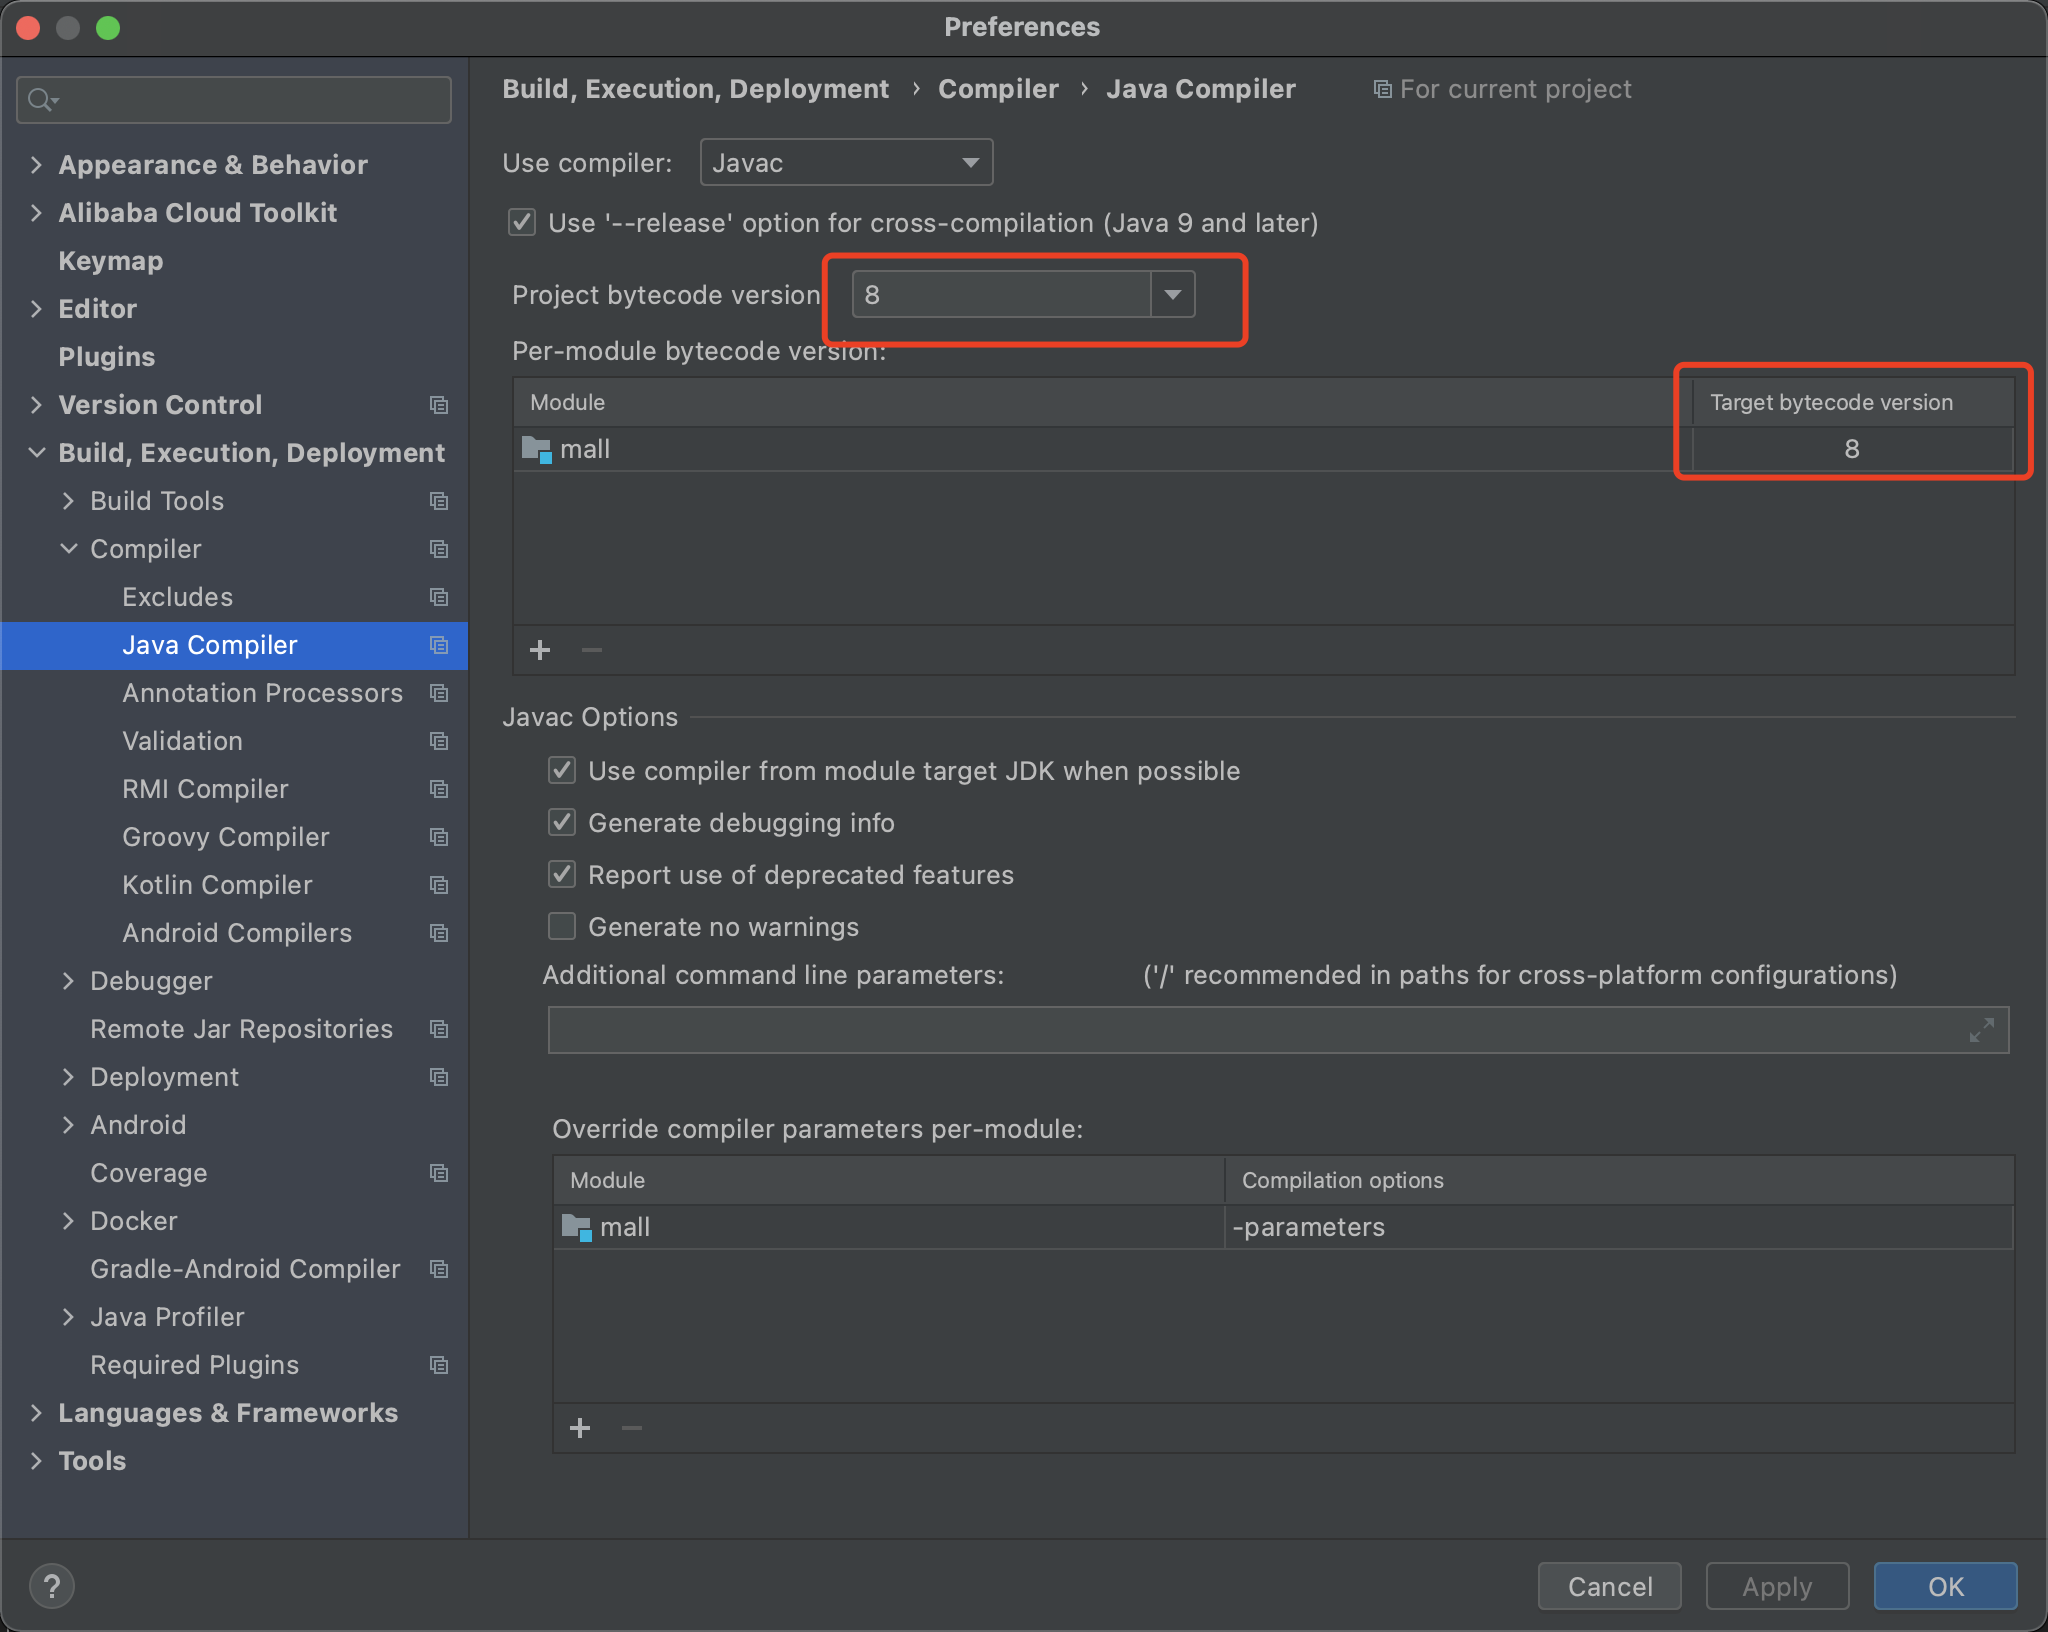 Preferences
Appearance & Behavior
Alibaba Cloud Toolkit
Keymap
Editor
Plugins
Version Control
Build, Execution, Deployment
Build Tools
Compiler
Excludes
Java Compiler
Annotation Processors
Validation
RMI Compiler
Groovy Compiler
Kotlin Compiler
Android Compilers
Debugger
Remote Jar Repositories
Deployment
Android
Coverage
Docker
Gradle-Android Compiler
Java Profiler
Required Plugins
Languages & Frameworks
Tools
Build, Execution, Deployment › Compiler › Java Compiler For current project
Use compiler: Javac
Use '--release' option for cross-compilation (Java 9 and later)
Project bytecode version 8
Per-module bytecode version:
Module Target bytecode version
mall 8
Javac Options
Use compiler from module target JDK when possible
Generate debugging info
Report use of deprecated features
Generate no warnings
Additional command line parameters: ('/' recommended in paths for cross-platform configurations)
Override compiler parameters per-module:
Module Compilation options
mall -parameters
? Cancel Apply OK